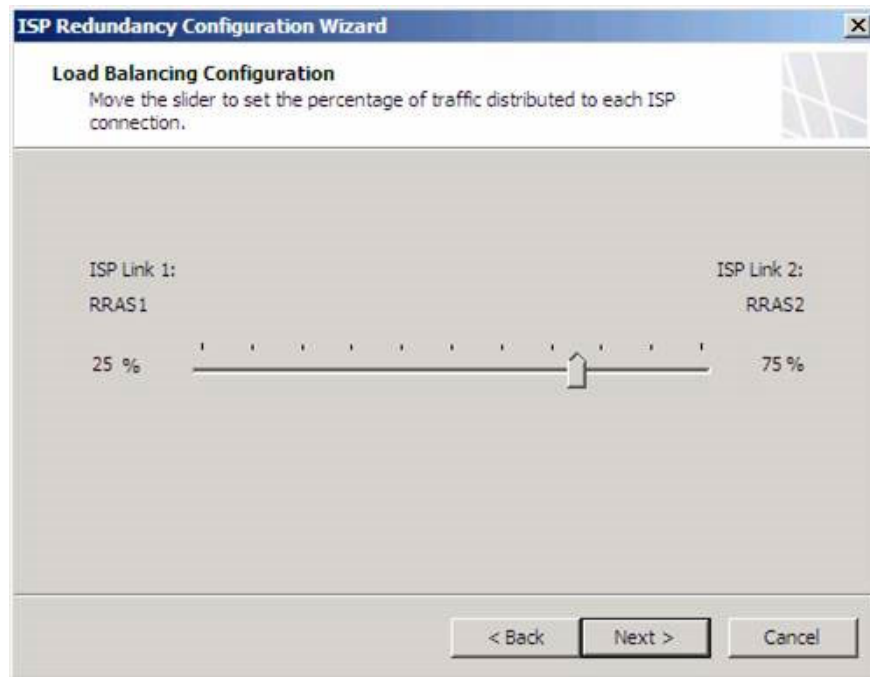 ISP Redundancy Configuration Wizard
Load Balancing Configuration
Move the slider to set the percentage of traffic distributed to each ISP
connection.
ISP Link 1:
ISP Link 2:
RRAS1
RRAS2
25 %
75 %
< Back
Next >
Cancel